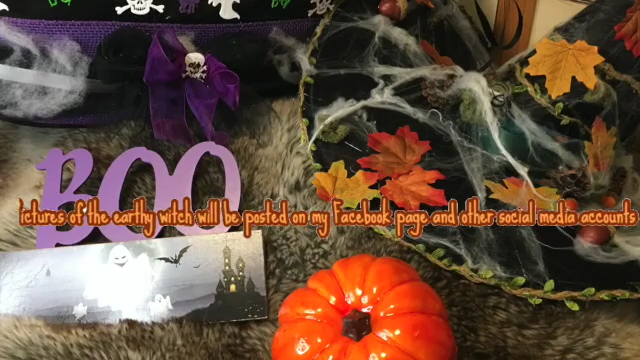 BOO
ictures of the earthy witch will be posted on my Facebook page and other social media accounts